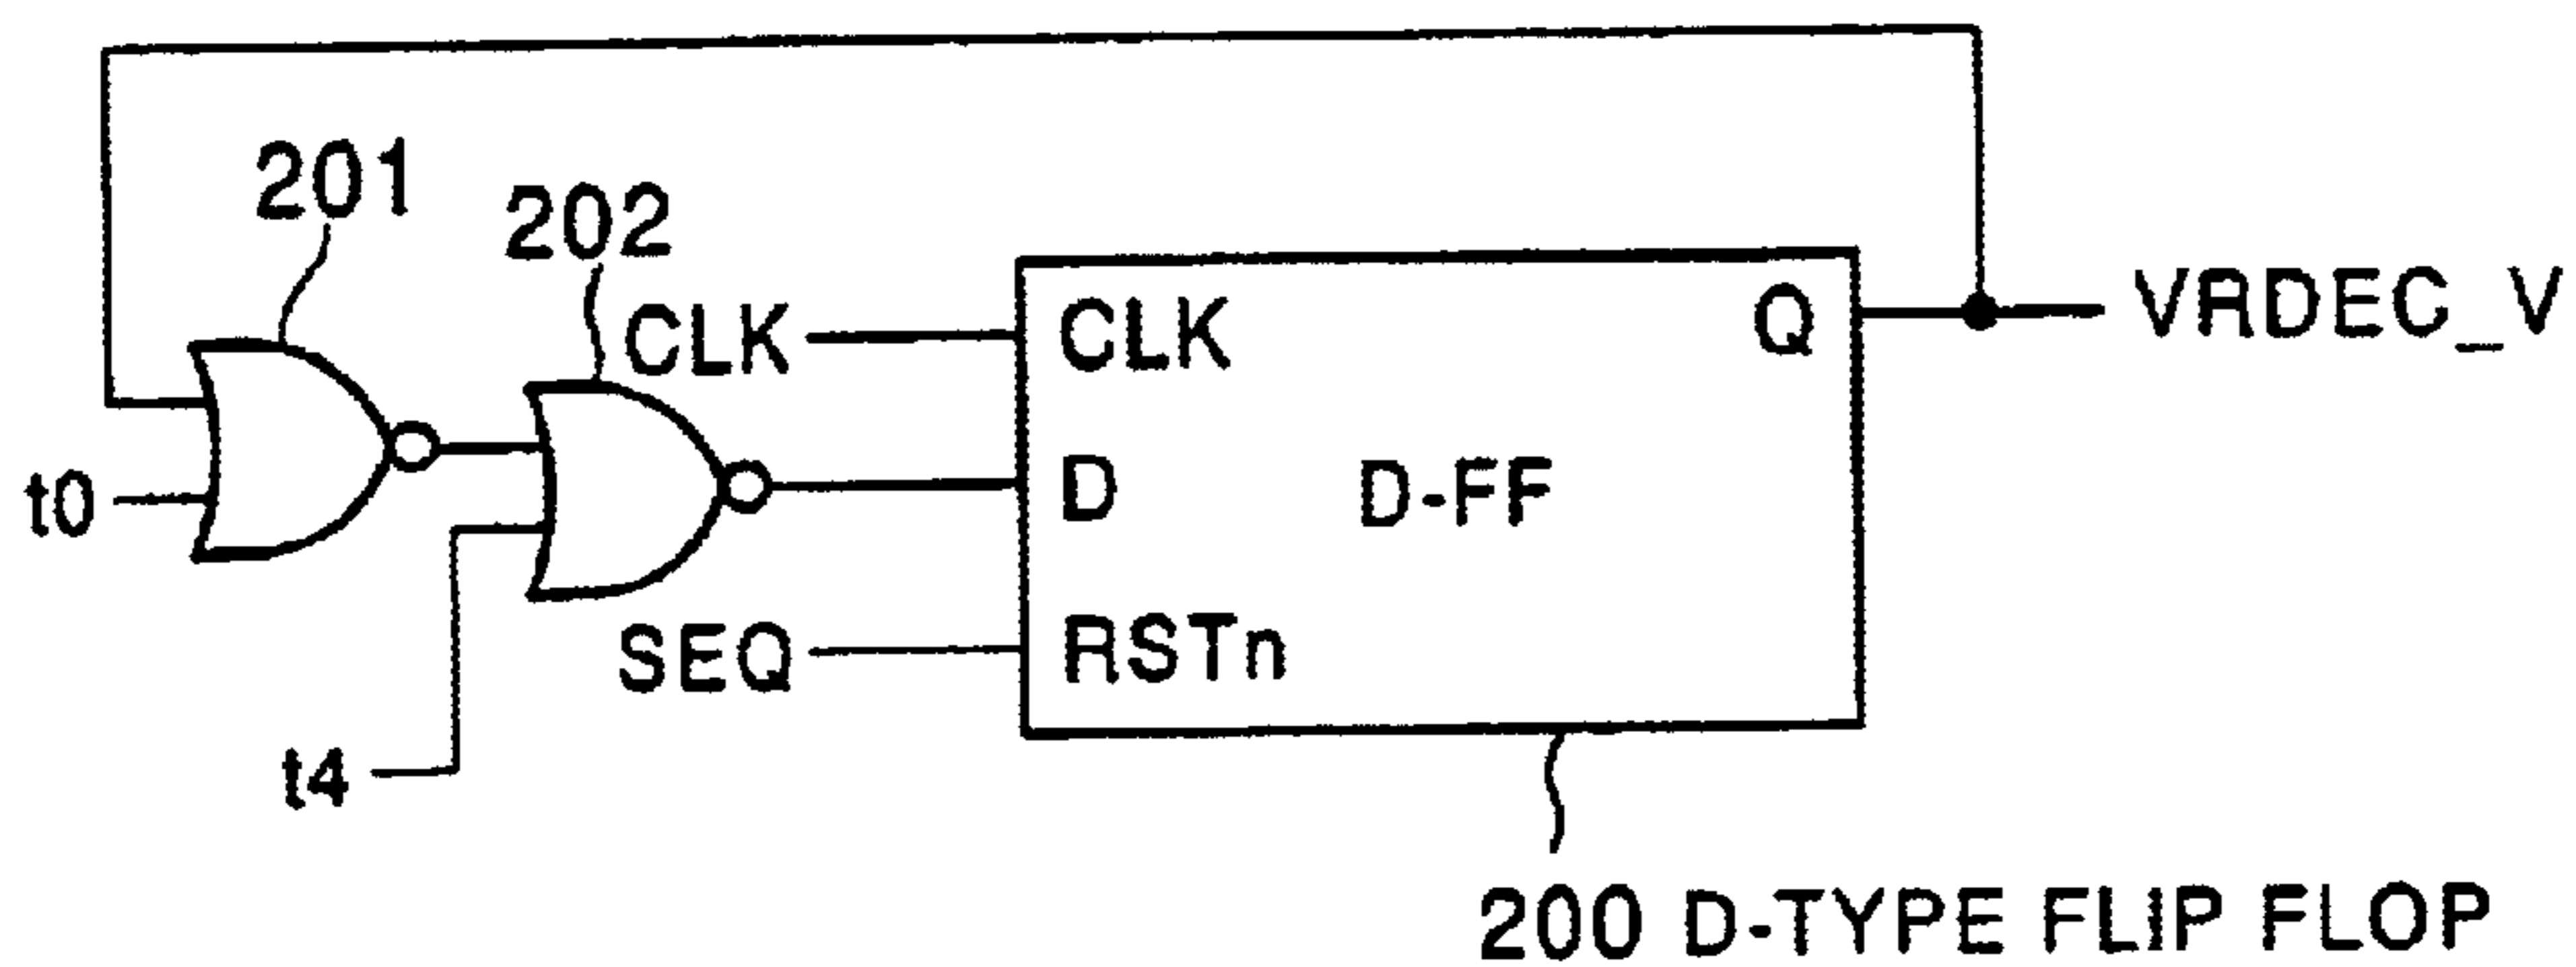 201
202
CLK
CLK
Q
VRDEC_V
t0
D
D-FF
SEQ
RSTn
t4
200 D-TYPE FLIP FLOP